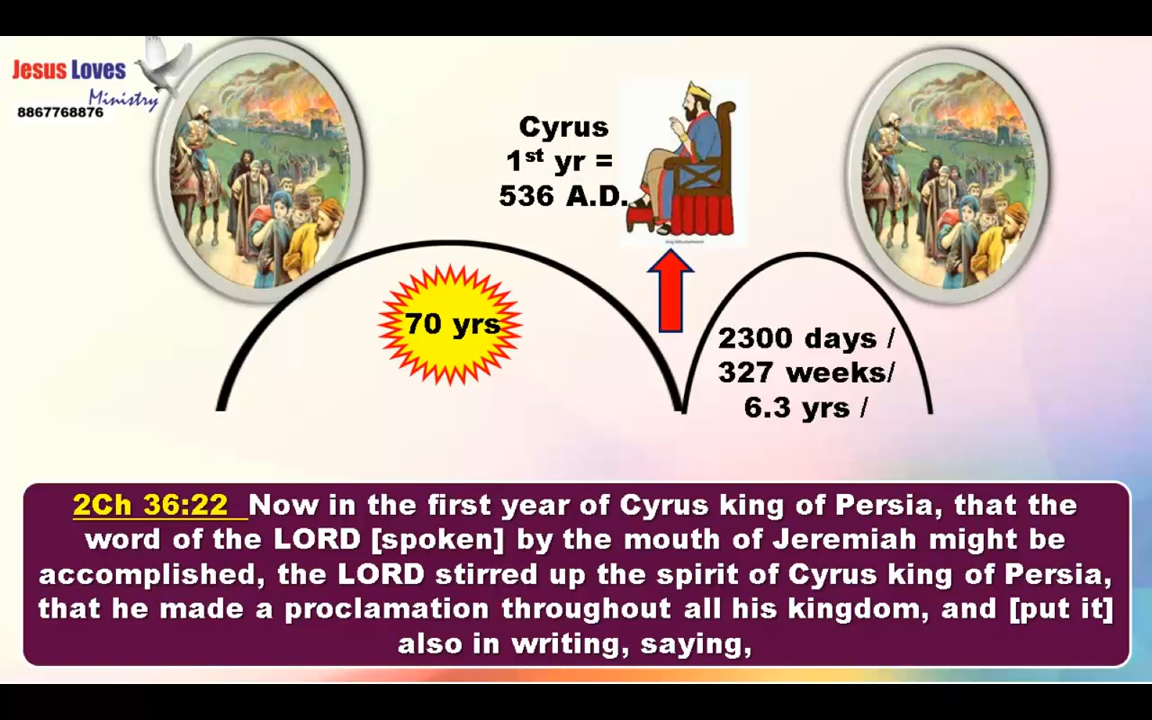 Jesus Loves
Ministry
8867768876
Cyrus
1st yr =
536 A.D.
70 yrs
2300 days /
327 weeks/
6.3 yrs /
2Ch 36:22 Now in the first year of Cyrus king of Persia, that the
word of the LORD [spoken] by the mouth of Jeremiah might be
accomplished, the LORD stirred up the spirit of Cyrus king of Persia,
that he made a proclamation throughout all his kingdom, and [put it]
also in writing, saying,